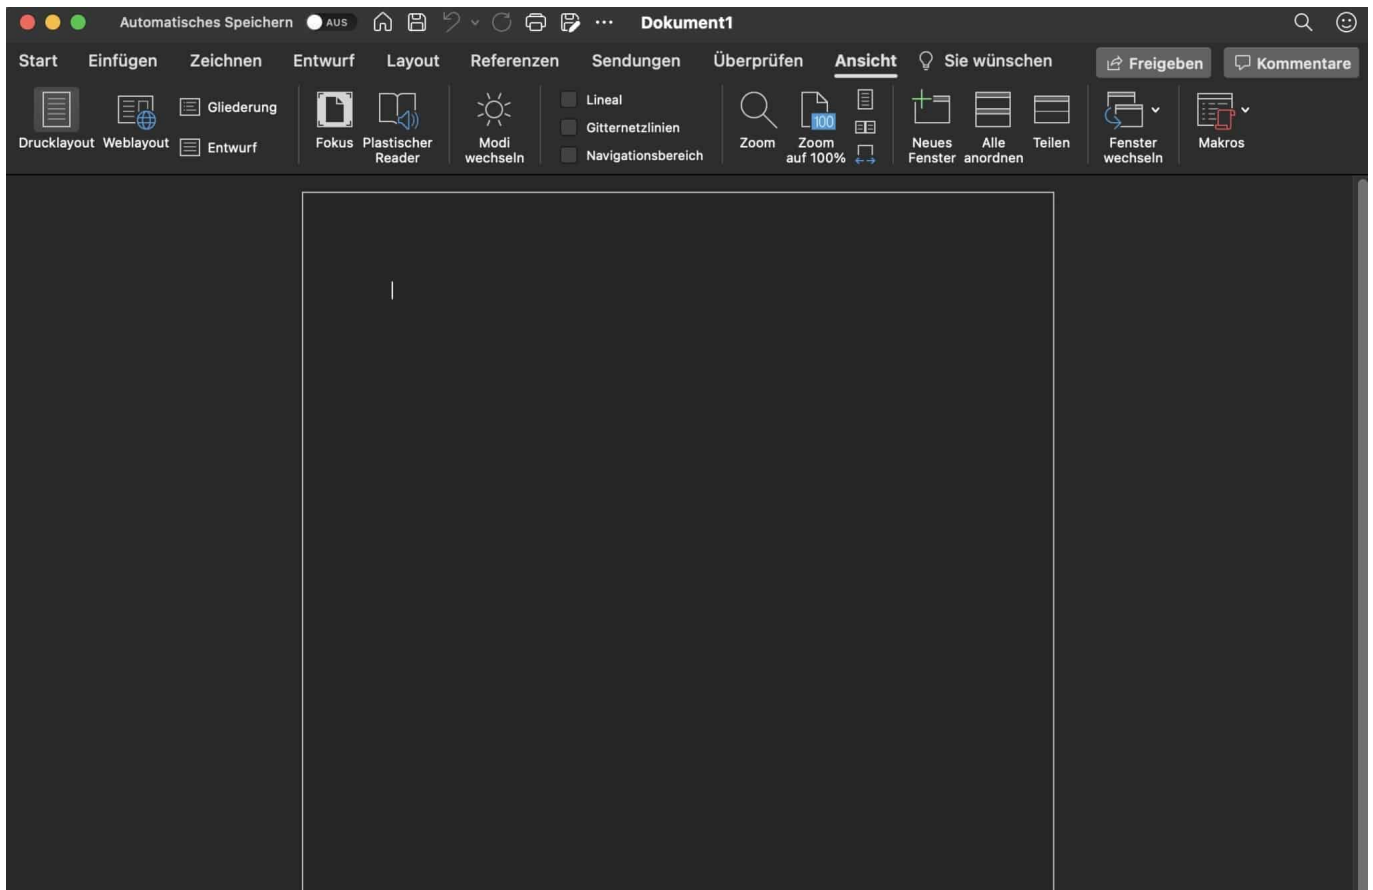 Automatisches Speichern AUS Dokument1
Start Einfügen Zeichnen Entwurf Layout Referenzen Sendungen Überprüfen Ansicht Sie wünschen Freigeben Kommentare
Drucklayout
Weblayout
Gliederung
Entwurf
Fokus
Plastischer
Reader
Modi
wechseln
Lineal
Gitternetzlinien
Navigationsbereich
Zoom
100
Zoom
auf 100%
Neues
Fenster
Alle
anordnen
Teilen
Fenster
wechseln
Makros